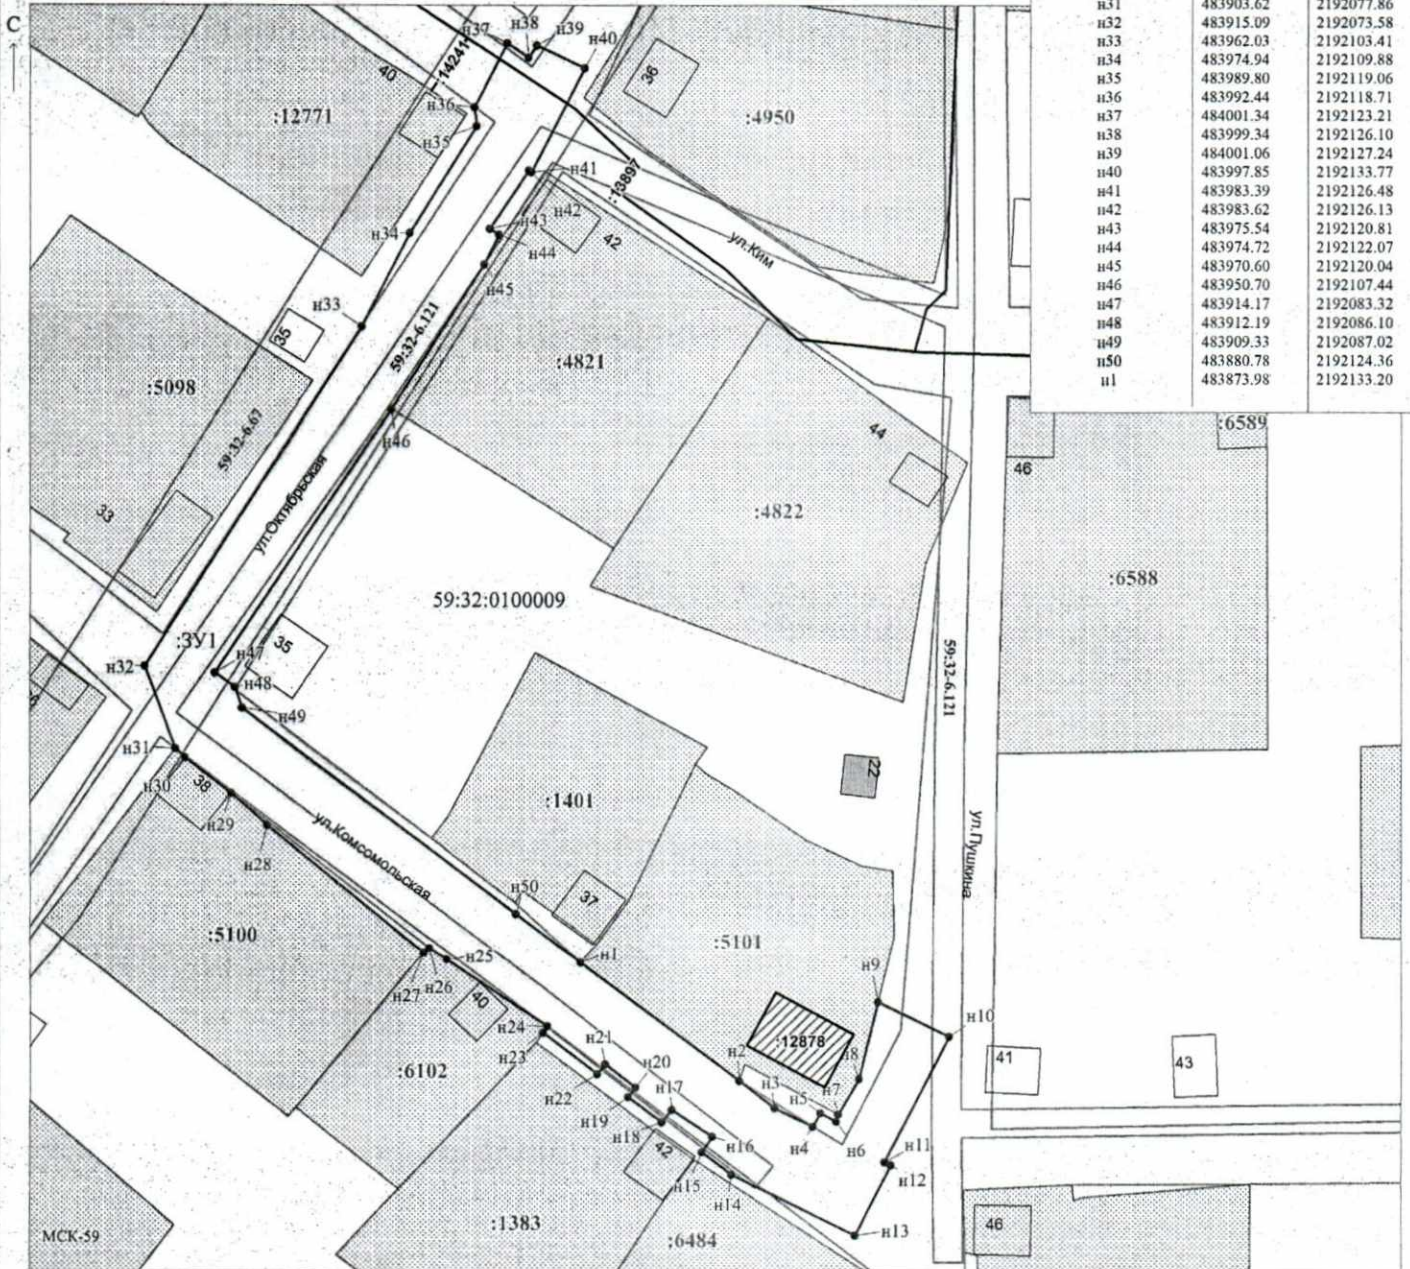 С
н31 483903.62 2192077.86
н32 483915.09 2192073.58
н33 483962.03 2192103.41
н34 483974.94 2192109.88
н35 483989.80 2192119.06
н36 483992.44 2192118.71
н37 484001.34 2192123.21
н38 483999.34 2192126.10
н39 484001.06 2192127.24
н40 483997.85 2192133.77
н41 483983.39 2192126.48
н42 483983.62 2192126.13
н43 483975.54 2192120.81
н44 483974.72 2192122.07
н45 483970.60 2192120.04
н46 483950.70 2192107.44
н47 483914.17 2192083.32
н48 483912.19 2192086.10
н49 483909.33 2192087.02
н50 483880.78 2192124.36
н1 483873.98 2192133.20
н37
н38
н39
н40
:14241
40
36
:12771
н36
:4950
н35
н41
:13897
н42
н43
42
н34
н44
ул.Ким
н45
н33
35
59:32-6.121
:4821
:5098
59:32-6.67
н46
44
:6589
46
33
ул.Октябрьская
:4822
:6588
59:32:0100009
:ЗУ1
35
н47
н32
59:32-6.121
н48
н49
н31
22
н30
38
:1401
н29
ул.Комсомольская
ул.Пушкина
н28
37
н50
:5100
:5101
н1
н25
н9
н27
н26
40
н10
н24
:12878
н21
41
43
н23
н20
н8
:6102
н2
н3
н17
н5
н7
н22
н19
н4
н6
н18
н16
42
н11
н15
н12
н14
:1383
46
МСК-59
н13
:6484